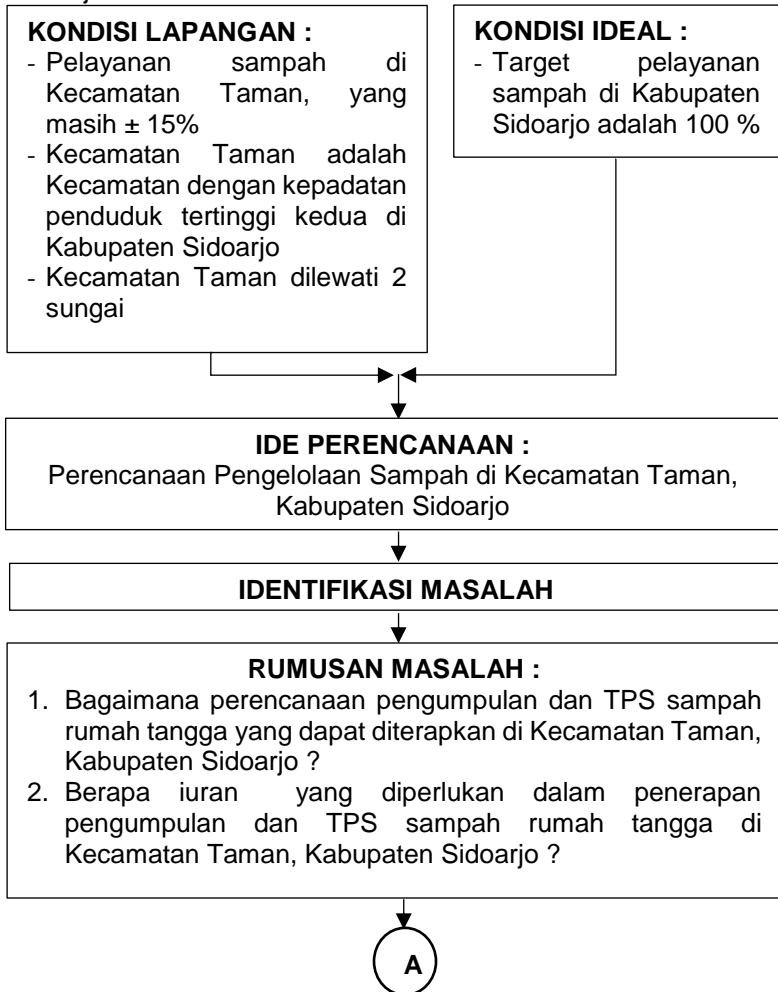 KONDISI LAPANGAN :
- Pelayanan sampah di
Kecamatan Taman, yang
masih ± 15%
- Kecamatan Taman adalah
Kecamatan dengan kepadatan
penduduk tertinggi kedua di
Kabupaten Sidoarjo
- Kecamatan Taman dilewati 2
sungai
KONDISI IDEAL :
- Target pelayanan
sampah di Kabupaten
Sidoarjo adalah 100 %
IDE PERENCANAAN :
Perencanaan Pengelolaan Sampah di Kecamatan Taman,
Kabupaten Sidoarjo
IDENTIFIKASI MASALAH
RUMUSAN MASALAH :
1. Bagaimana perencanaan pengumpulan dan TPS sampah
rumah tangga yang dapat diterapkan di Kecamatan Taman,
Kabupaten Sidoarjo ?
2. Berapa iuran yang diperlukan dalam penerapan
pengumpulan dan TPS sampah rumah tangga di
Kecamatan Taman, Kabupaten Sidoarjo ?
A